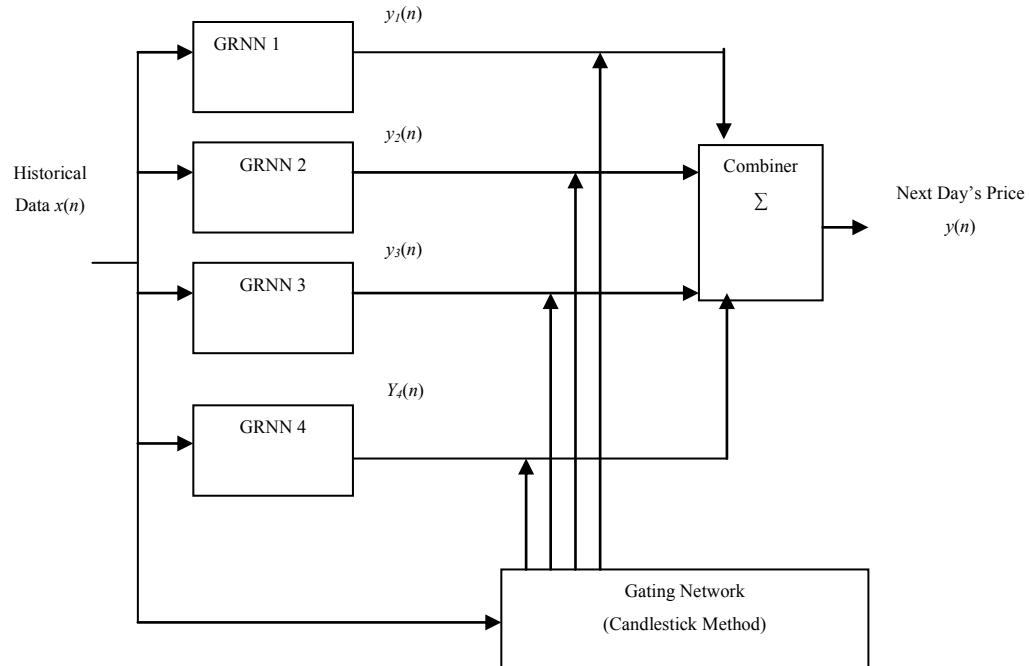 y1(n)
GRNN 1
y2(n)
GRNN 2
Combiner
∑
Historical
Data x(n)
Next Day's Price
y(n)
y3(n)
GRNN 3
Y4(n)
GRNN 4
Gating Network
(Candlestick Method)